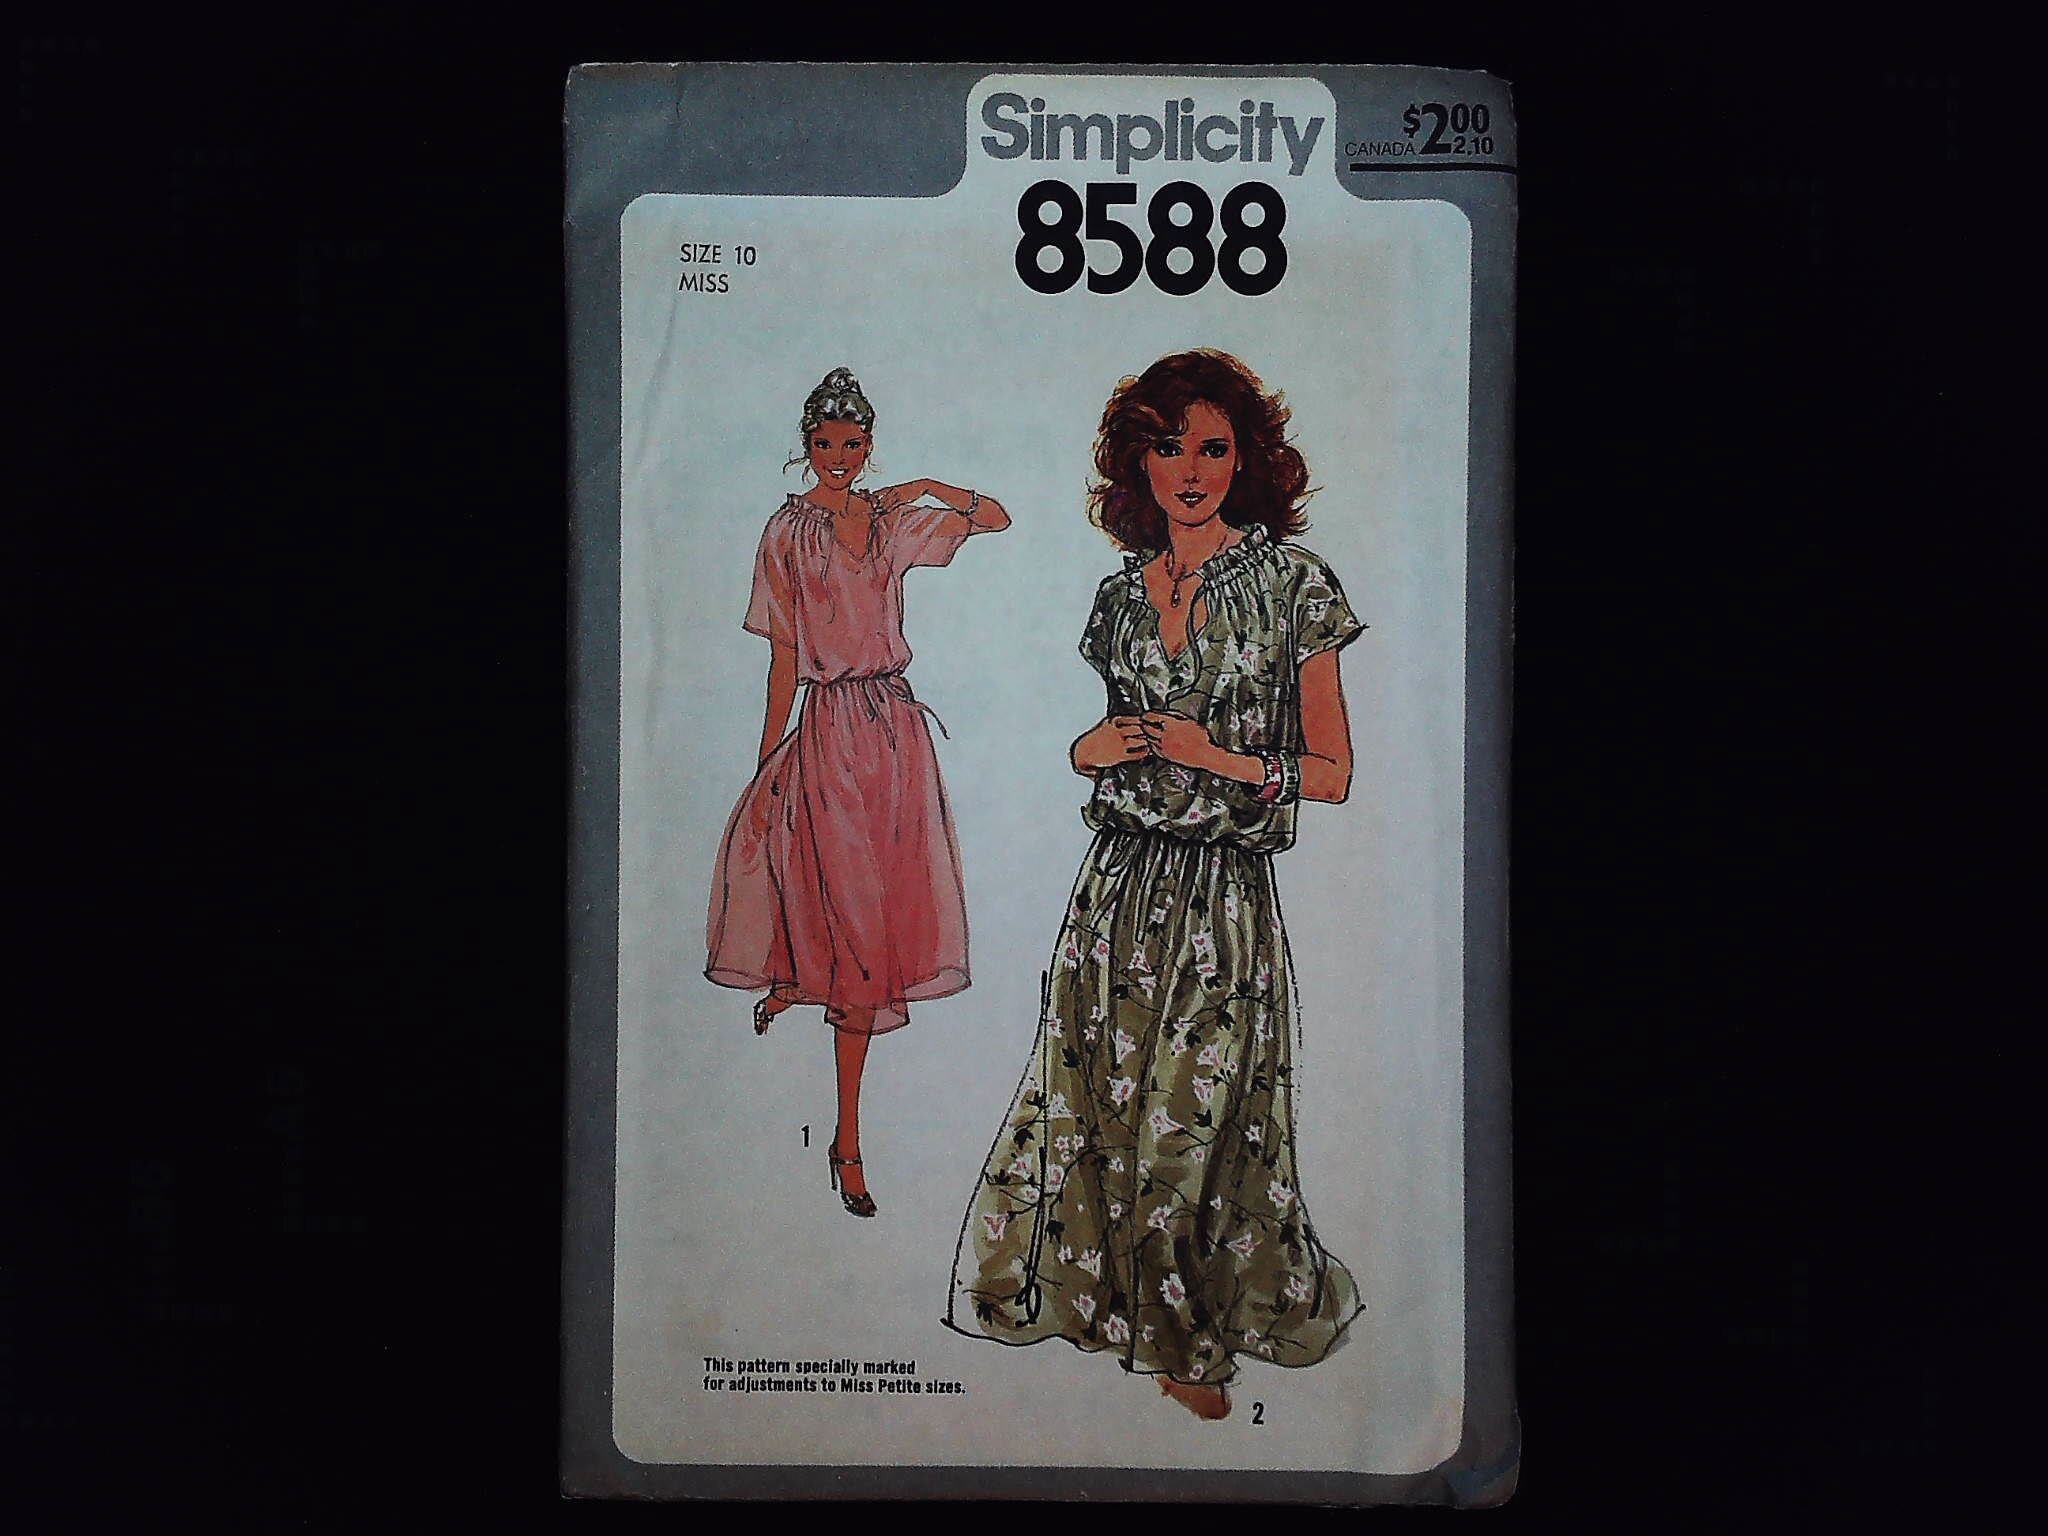 Simplicity
$2.00
CANADA 2.10
8588
SIZE 10
MISS
1
This pattern specially marked
for adjustments to Miss Petite sizes.
2